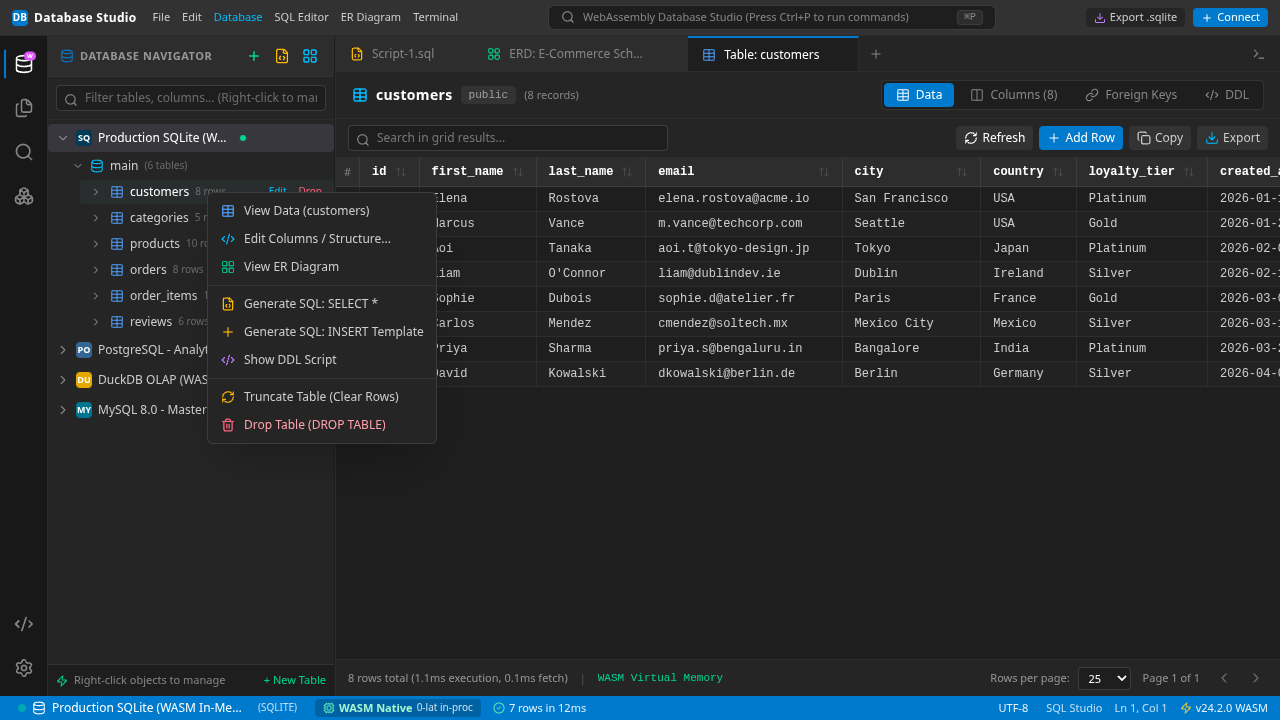 DB Database Studio File Edit Database SQL Editor ER Diagram Terminal WebAssembly Database Studio (Press Ctrl+P to run commands) ⌘P Export .sqlite Connect
DATABASE NAVIGATOR
Script-1.sql ERD: E-Commerce Sch... Table: customers
Filter tables, columns... (Right-click to man
customers public (8 records) Data Columns (8) Foreign Keys DDL
Search in grid results... Refresh Add Row Copy Export
SQ Production SQLite (W...
main (6 tables)
customers 8 rows Edit Drop
categories 5 r
products 10 ro
orders 8 rows
order_items 1
reviews 6 rows
PO PostgreSQL - Analyt
DU DuckDB OLAP (WAS
MY MySQL 8.0 - Master
View Data (customers)
Edit Columns / Structure...
View ER Diagram
Generate SQL: SELECT *
Generate SQL: INSERT Template
Show DDL Script
Truncate Table (Clear Rows)
Drop Table (DROP TABLE)
# id first_name last_name email city country loyalty_tier created_a
Elena Rostova elena.rostova@acme.io San Francisco USA Platinum 2026-01-1
Marcus Vance m.vance@techcorp.com Seattle USA Gold 2026-01-
Aoi Tanaka aoi.t@tokyo-design.jp Tokyo Japan Platinum 2026-02-0
Liam O'Connor liam@dublindev.ie Dublin Ireland Silver 2026-02-1
Sophie Dubois sophie.d@atelier.fr Paris France Gold 2026-03-0
Carlos Mendez cmendez@soltech.mx Mexico City Mexico Silver 2026-03-1
Priya Sharma priya.s@bengaluru.in Bangalore India Platinum 2026-03-2
David Kowalski dkowalski@berlin.de Berlin Germany Silver 2026-04-0
Right-click objects to manage + New Table
8 rows total (1.1ms execution, 0.1ms fetch) | WASM Virtual Memory Rows per page: 25 Page 1 of 1
Production SQLite (WASM In-Me... (SQLITE) WASM Native 0-lat in-proc 7 rows in 12ms UTF-8 SQL Studio Ln 1, Col 1 v24.2.0 WASM